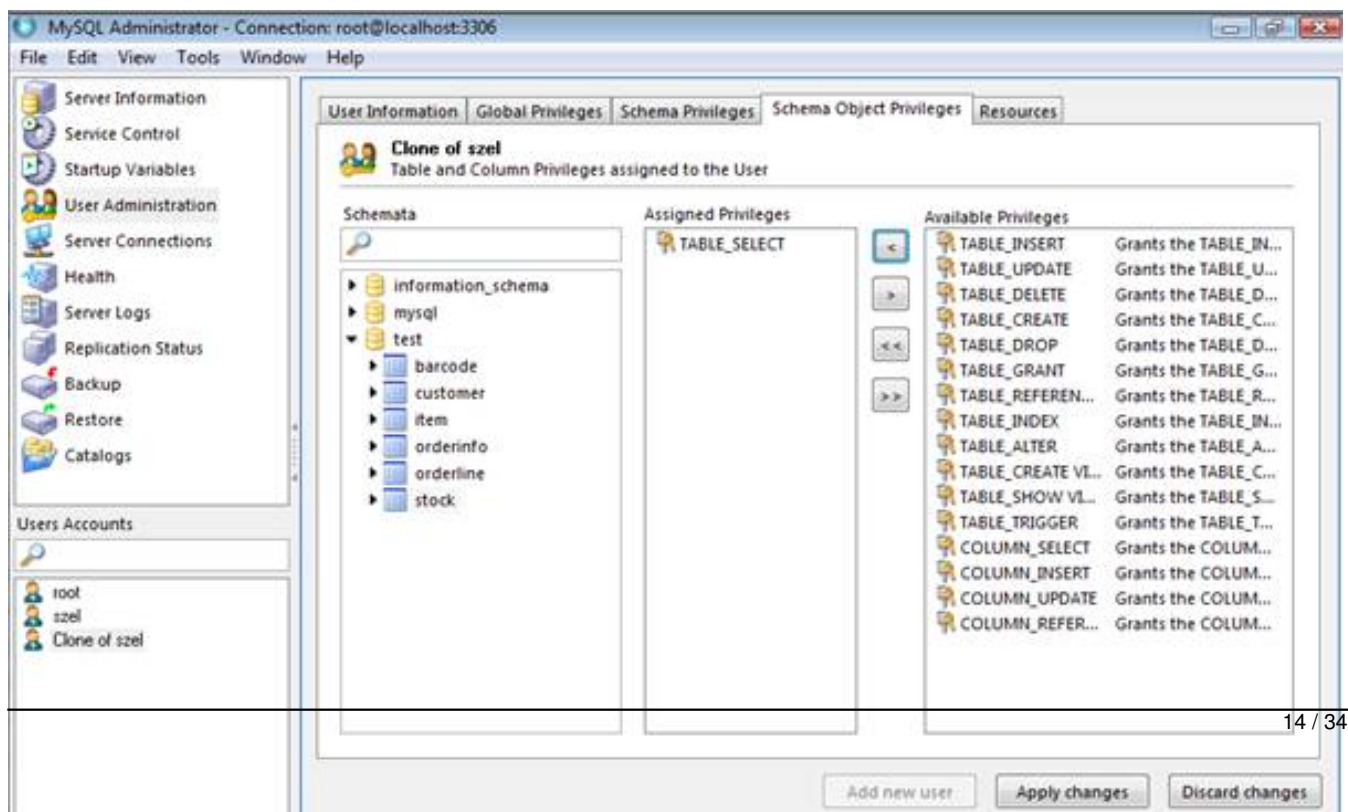 MySQL Administrator - Connection: root@localhost:3306
File Edit View Tools Window Help
Server Information
Service Control
Startup Variables
User Administration
Server Connections
Health
Server Logs
Replication Status
Backup
Restore
Catalogs
Users Accounts
root
szel
Clone of szel
User Information Global Privileges Schema Privileges Schema Object Privileges Resources
Clone of szel
Table and Column Privileges assigned to the User
Schemata
information_schema
mysql
test
barcode
customer
item
orderinfo
orderline
stock
Assigned Privileges
TABLE_SELECT
<
>
<<
>>
Available Privileges
TABLE_INSERT Grants the TABLE_IN...
TABLE_UPDATE Grants the TABLE_U...
TABLE_DELETE Grants the TABLE_D...
TABLE_CREATE Grants the TABLE_C...
TABLE_DROP Grants the TABLE_D...
TABLE_GRANT Grants the TABLE_G...
TABLE_REFEREN... Grants the TABLE_R...
TABLE_INDEX Grants the TABLE_IN...
TABLE_ALTER Grants the TABLE_A...
TABLE_CREATE VI... Grants the TABLE_C...
TABLE_SHOW VI... Grants the TABLE_S...
TABLE_TRIGGER Grants the TABLE_T...
COLUMN_SELECT Grants the COLUM...
COLUMN_INSERT Grants the COLUM...
COLUMN_UPDATE Grants the COLUM...
COLUMN_REFER... Grants the COLUM...
14 / 34
Add new user Apply changes Discard changes